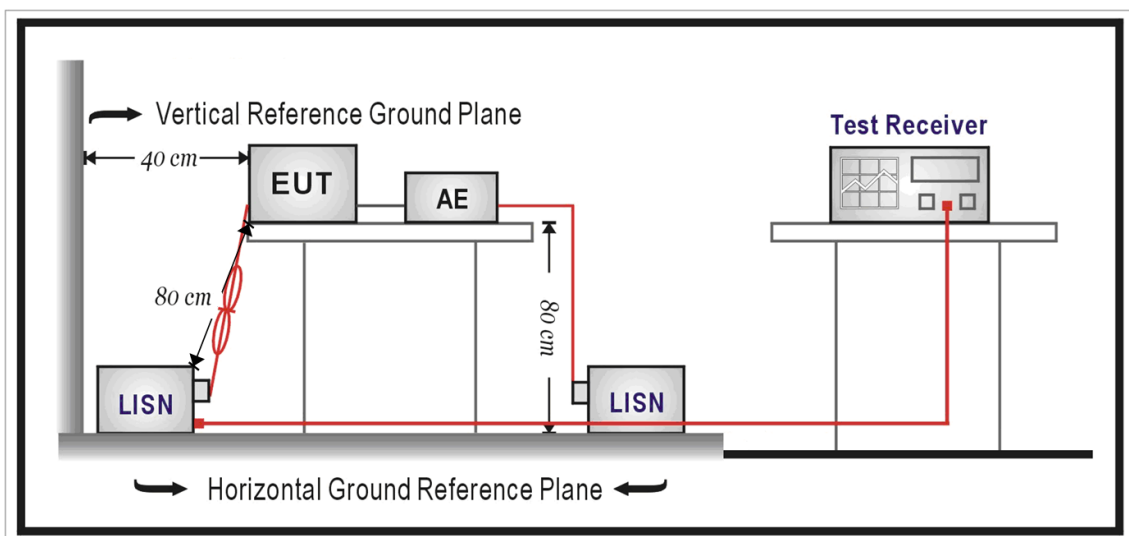 Vertical Reference Ground Plane
40 cm
EUT
AE
Test Receiver
80 cm
80 cm
LISN
LISN
Horizontal Ground Reference Plane